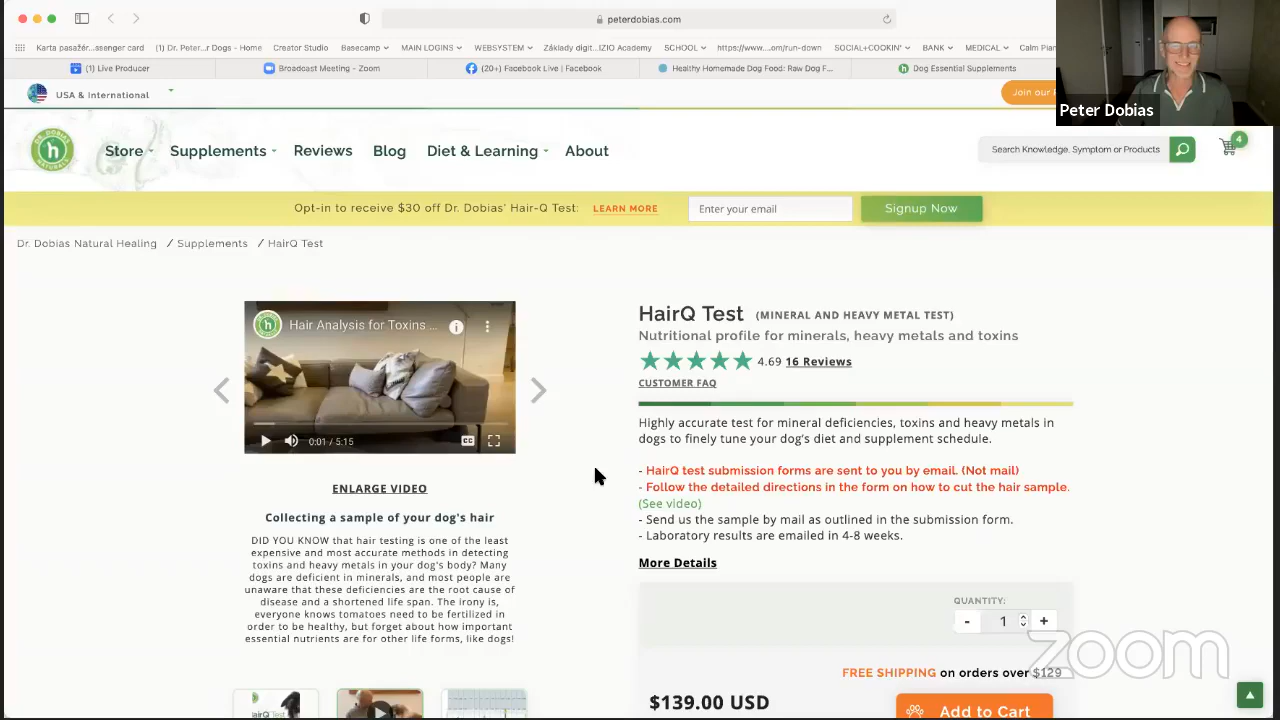 peterdobias.com
Karta pasažér...ssenger card
(1) Dr. Peter...r Dogs - Home
Creator Studio
Basecamp
MAIN LOGINS
WEBSYSTEM
Základy digit...IZIO Academy
SCHOOL
https://www....om/run-down
SOCIAL+COOKIN'
BANK
MEDICAL
Calm Plan
(1) Live Producer
Broadcast Meeting - Zoom
(20+) Facebook Live | Facebook
Healthy Homemade Dog Food: Raw Dog F...
Dog Essential Supplements
Peter Dobias
USA & International
Join our
DR. DOBIAS
NATURALS
h
Store
Supplements
Reviews
Blog
Diet & Learning
About
Search Knowledge, Symptom or Products
4
Opt-in to receive $30 off Dr. Dobias' Hair-Q Test:
LEARN MORE
Enter your email
Signup Now
Dr. Dobias Natural Healing / Supplements / HairQ Test
h
Hair Analysis for Toxins ...
0:01 / 5:15
CC
ENLARGE VIDEO
Collecting a sample of your dog's hair
DID YOU KNOW that hair testing is one of the least
expensive and most accurate methods in detecting
toxins and heavy metals in your dog's body? Many
dogs are deficient in minerals, and most people are
unaware that these deficiencies are the root cause of
disease and a shortened life span. The irony is,
everyone knows tomatoes need to be fertilized in
order to be healthy, but forget about how important
essential nutrients are for other life forms, like dogs!
HairQ Test (MINERAL AND HEAVY METAL TEST)
Nutritional profile for minerals, heavy metals and toxins
4.69 16 Reviews
CUSTOMER FAQ
Highly accurate test for mineral deficiencies, toxins and heavy metals in
dogs to finely tune your dog's diet and supplement schedule.
- HairQ test submission forms are sent to you by email. (Not mail)
- Follow the detailed directions in the form on how to cut the hair sample.
(See video)
- Send us the sample by mail as outlined in the submission form.
- Laboratory results are emailed in 4-8 weeks.
More Details
QUANTITY:
- 1 +
FREE SHIPPING on orders over $129
$139.00 USD
Add to Cart
zoom